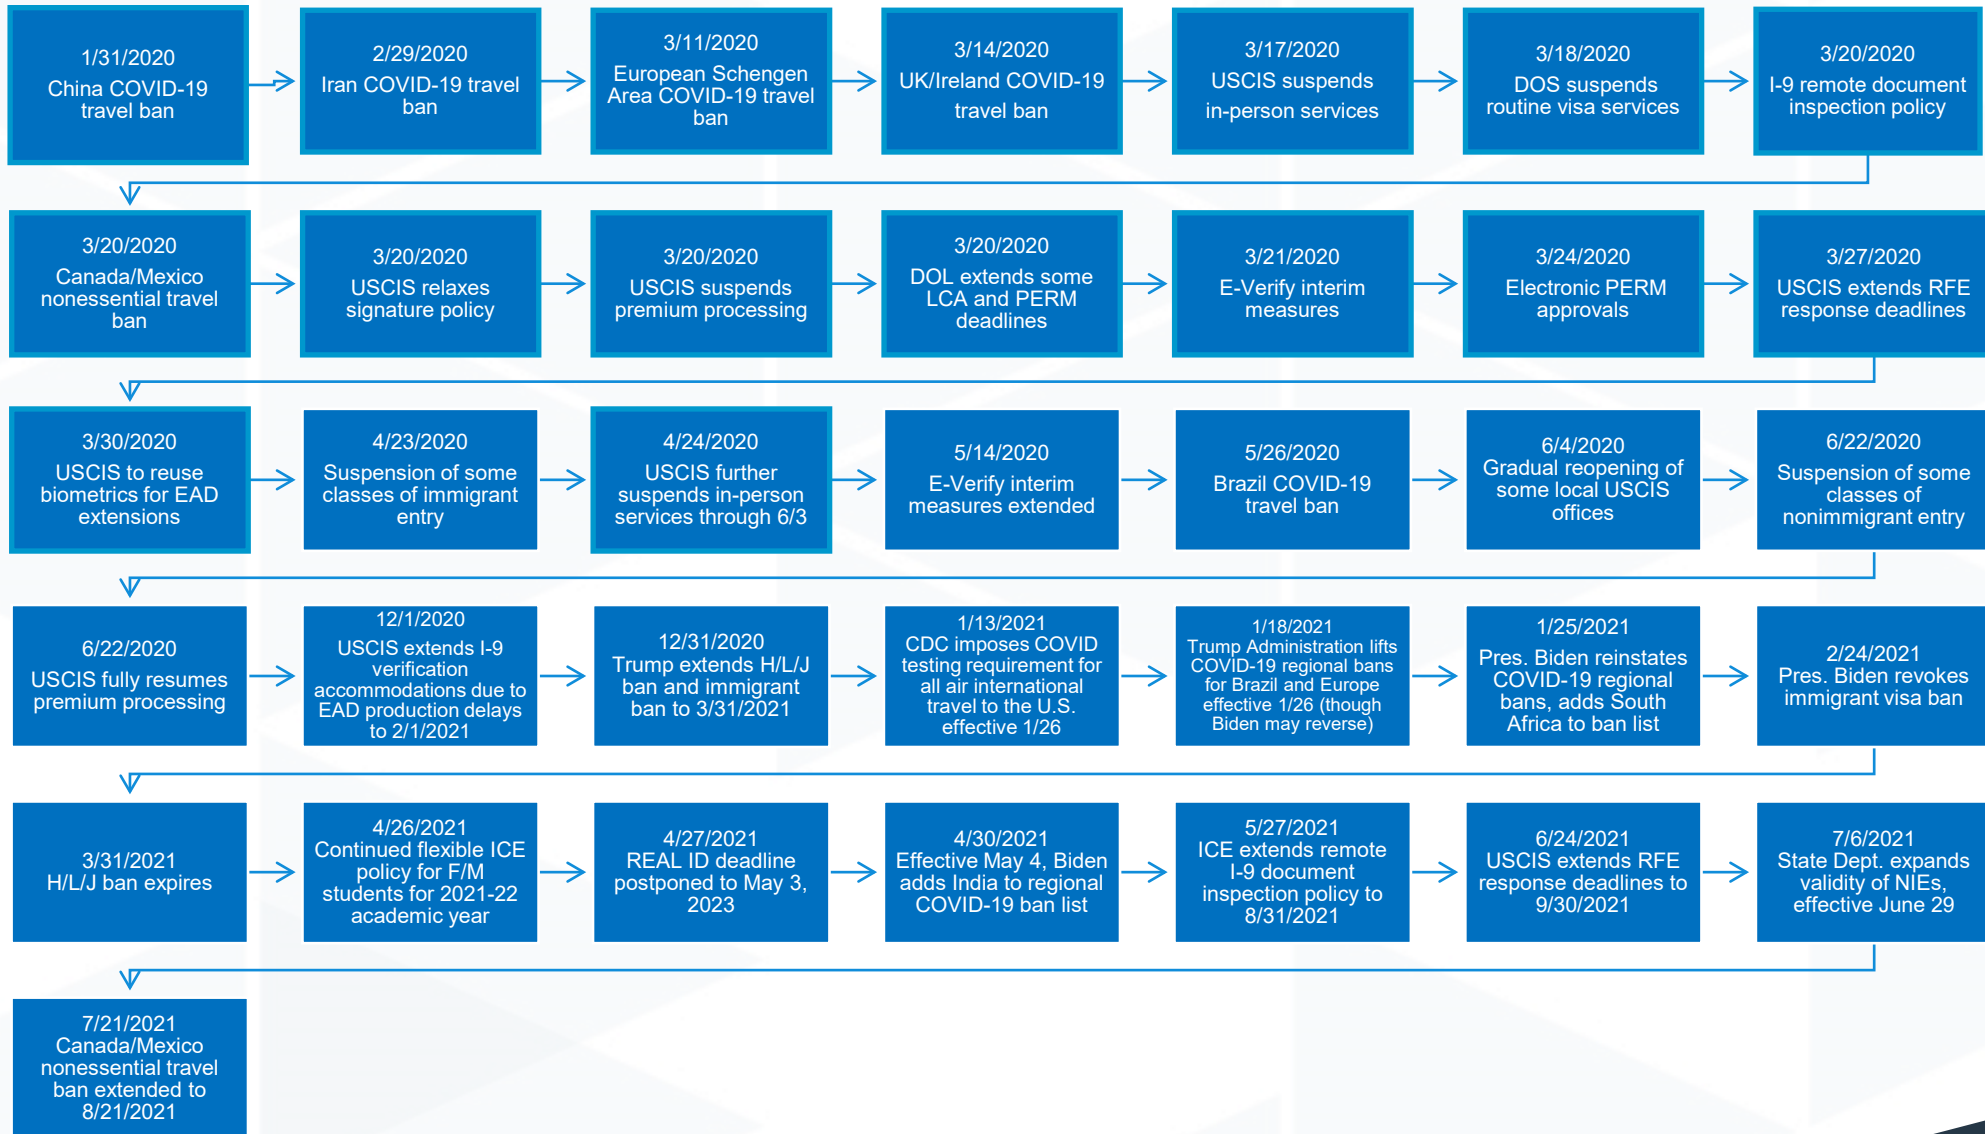 1/31/2020
China COVID-19
travel ban
2/29/2020
Iran COVID-19 travel
ban
3/11/2020
European Schengen
Area COVID-19 travel
ban
3/14/2020
UK/Ireland COVID-19
travel ban
3/17/2020
USCIS suspends
in-person services
3/18/2020
DOS suspends
routine visa services
3/20/2020
I-9 remote document
inspection policy
3/20/2020
Canada/Mexico
nonessential travel
ban
3/20/2020
USCIS relaxes
signature policy
3/20/2020
USCIS suspends
premium processing
3/20/2020
DOL extends some
LCA and PERM
deadlines
3/21/2020
E-Verify interim
measures
3/24/2020
Electronic PERM
approvals
3/27/2020
USCIS extends RFE
response deadlines
3/30/2020
USCIS to reuse
biometrics for EAD
extensions
4/23/2020
Suspension of some
classes of immigrant
entry
4/24/2020
USCIS further
suspends in-person
services through 6/3
5/14/2020
E-Verify interim
measures extended
5/26/2020
Brazil COVID-19
travel ban
6/4/2020
Gradual reopening of
some local USCIS
offices
6/22/2020
Suspension of some
classes of
nonimmigrant entry
6/22/2020
USCIS fully resumes
premium processing
12/1/2020
USCIS extends I-9
verification
accommodations due to
EAD production delays
to 2/1/2021
12/31/2020
Trump extends H/L/J
ban and immigrant
ban to 3/31/2021
1/13/2021
CDC imposes COVID
testing requirement for
all air international
travel to the U.S.
effective 1/26
1/18/2021
Trump Administration lifts
COVID-19 regional bans
for Brazil and Europe
effective 1/26 (though
Biden may reverse)
1/25/2021
Pres. Biden reinstates
COVID-19 regional
bans, adds South
Africa to ban list
2/24/2021
Pres. Biden revokes
immigrant visa ban
3/31/2021
H/L/J ban expires
4/26/2021
Continued flexible ICE
policy for F/M
students for 2021-22
academic year
4/27/2021
REAL ID deadline
postponed to May 3,
2023
4/30/2021
Effective May 4, Biden
adds India to regional
COVID-19 ban list
5/27/2021
ICE extends remote
I-9 document
inspection policy to
8/31/2021
6/24/2021
USCIS extends RFE
response deadlines to
9/30/2021
7/6/2021
State Dept. expands
validity of NIEs,
effective June 29
7/21/2021
Canada/Mexico
nonessential travel
ban extended to
8/21/2021